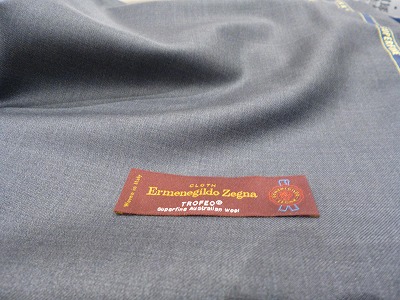 Woven in Italy
CLOTH
Ermenegildo Zegna
TROFEO®
Superfine Australian Wool